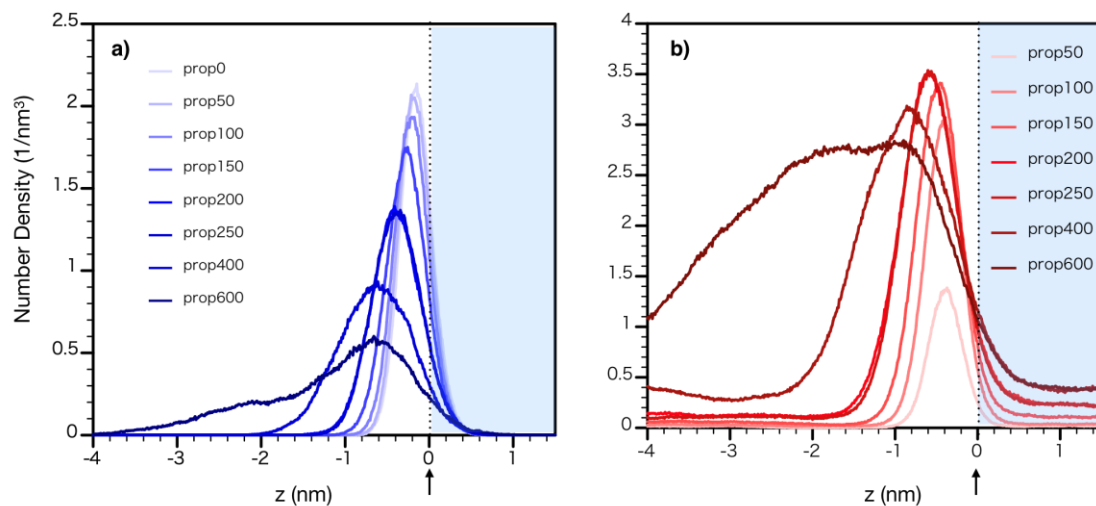 a)
Number Density (1/nm³)
2.5
2
1.5
1
0.5
0
prop0
prop50
prop100
prop150
prop200
prop250
prop400
prop600
-4 -3 -2 -1 0 1
z (nm)
b)
4
3.5
3
2.5
2
1.5
1
0.5
0
prop50
prop100
prop150
prop200
prop250
prop400
prop600
-4 -3 -2 -1 0 1
z (nm)